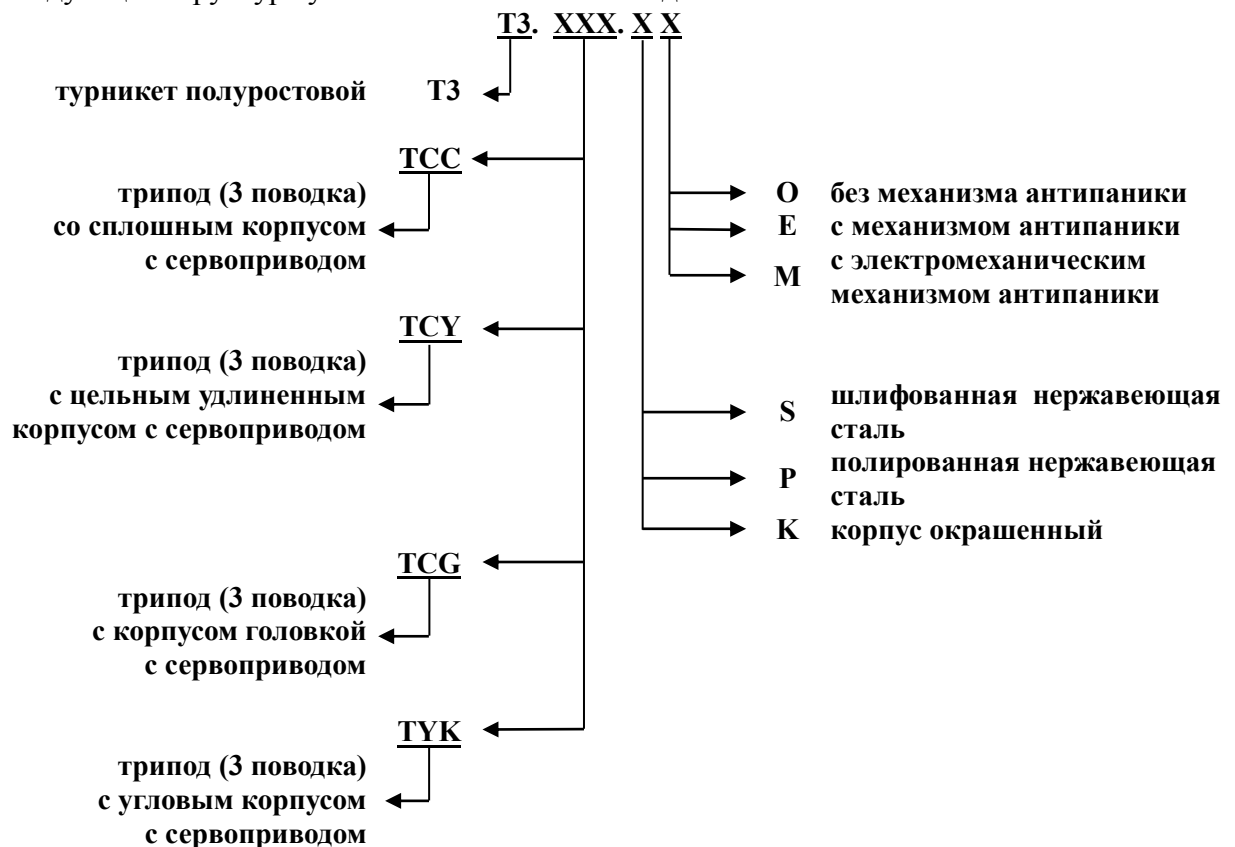 Т3. XXX. X X
турникет полуростовой Т3
TCC
трипод (3 поводка)
со сплошным корпусом
с сервоприводом
TCY
трипод (3 поводка)
с цельным удлиненным
корпусом с сервоприводом
TCG
трипод (3 поводка)
с корпусом головкой
с сервоприводом
TYK
трипод (3 поводка)
с угловым корпусом
с сервоприводом
O без механизма антипаники
E с механизмом антипаники
M с электромеханическим
механизмом антипаники
S шлифованная нержавеющая
сталь
P полированная нержавеющая
сталь
K корпус окрашенный